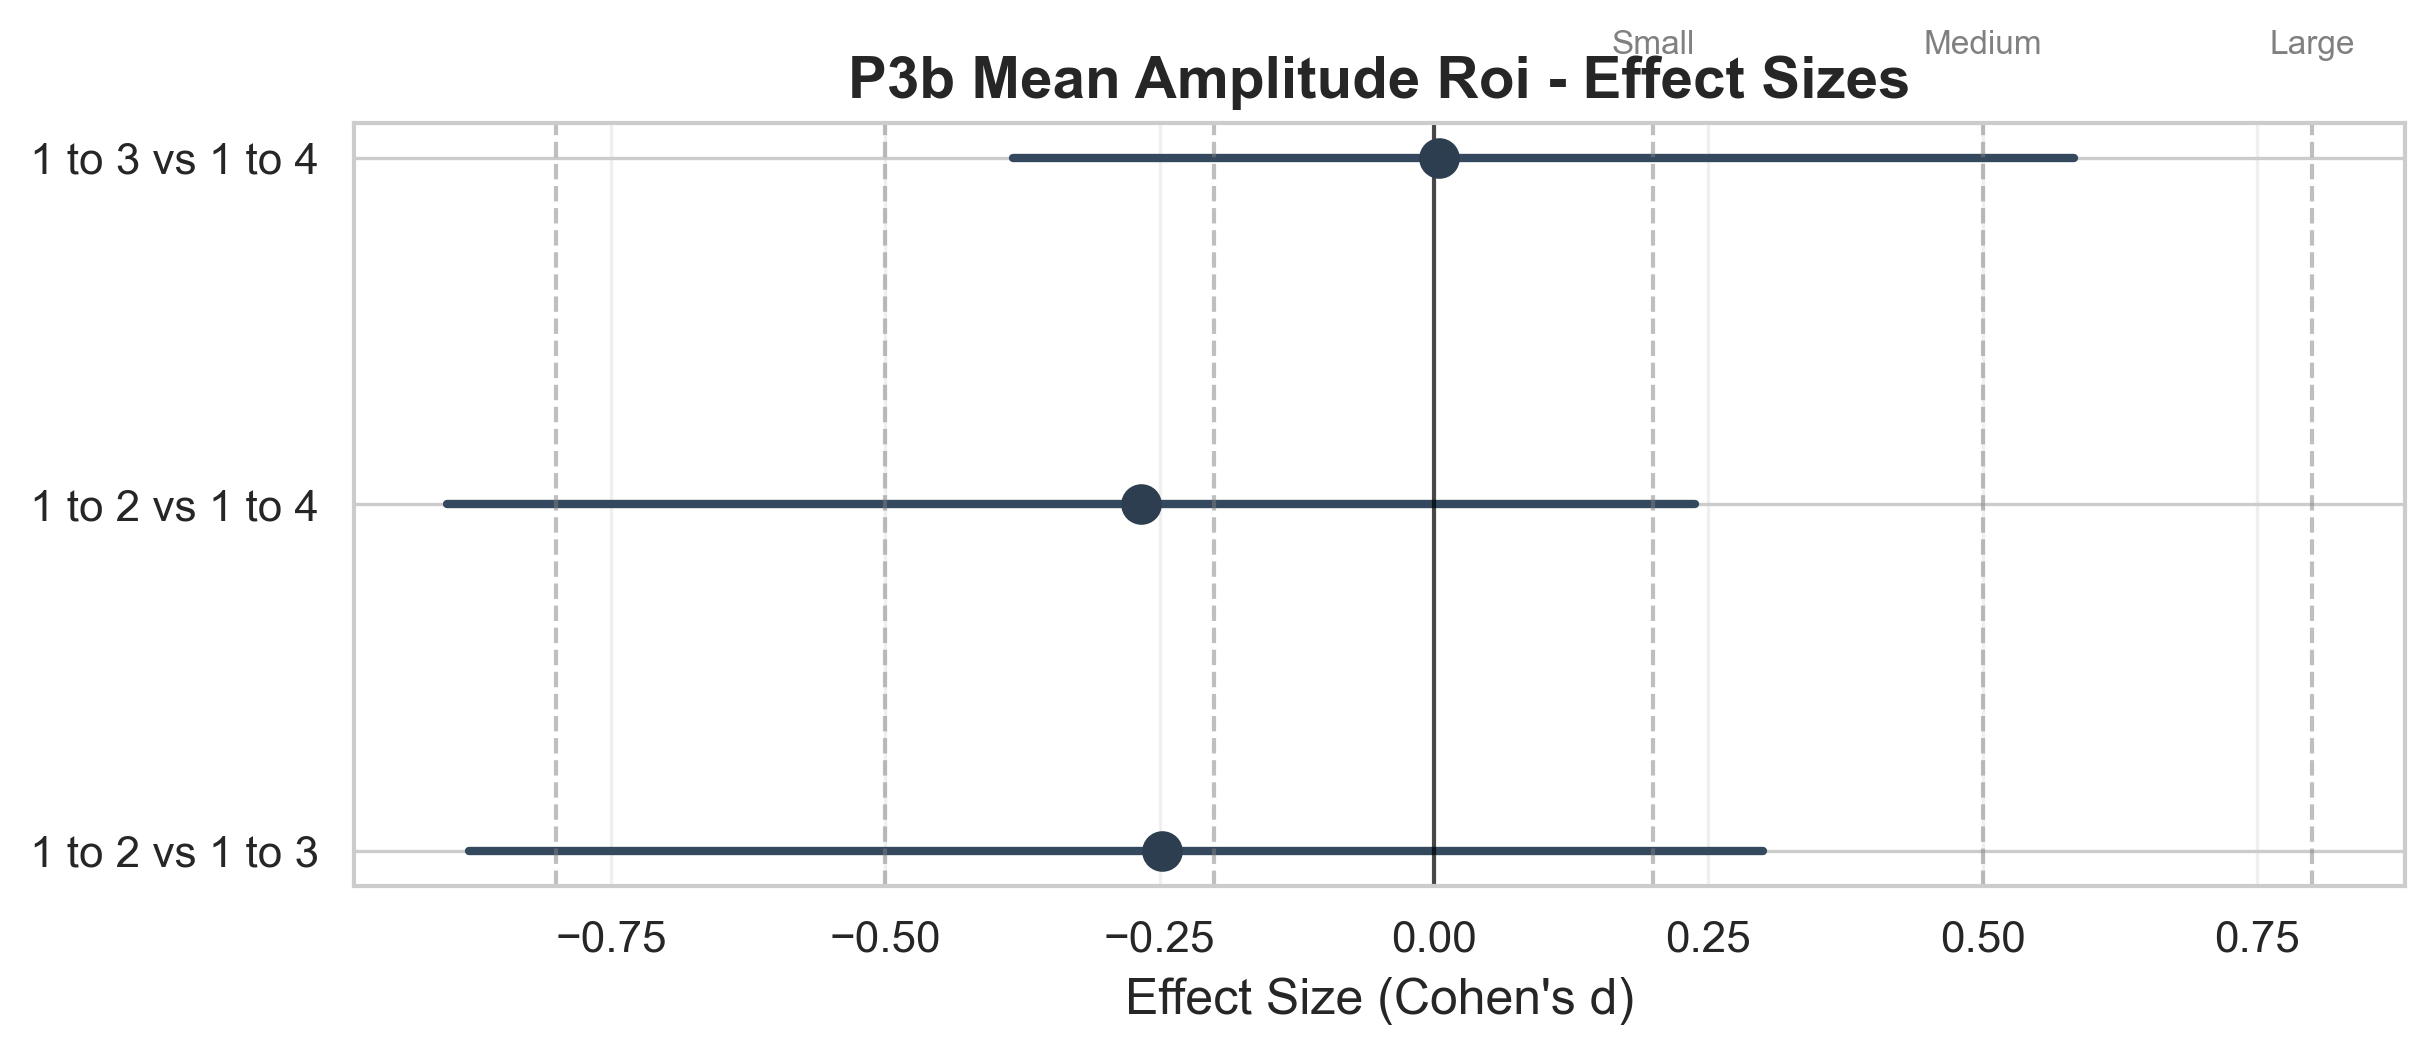 Small Medium Large
P3b Mean Amplitude Roi - Effect Sizes
1 to 3 vs 1 to 4
1 to 2 vs 1 to 4
1 to 2 vs 1 to 3
−0.75 −0.50 −0.25 0.00 0.25 0.50 0.75
Effect Size (Cohen's d)